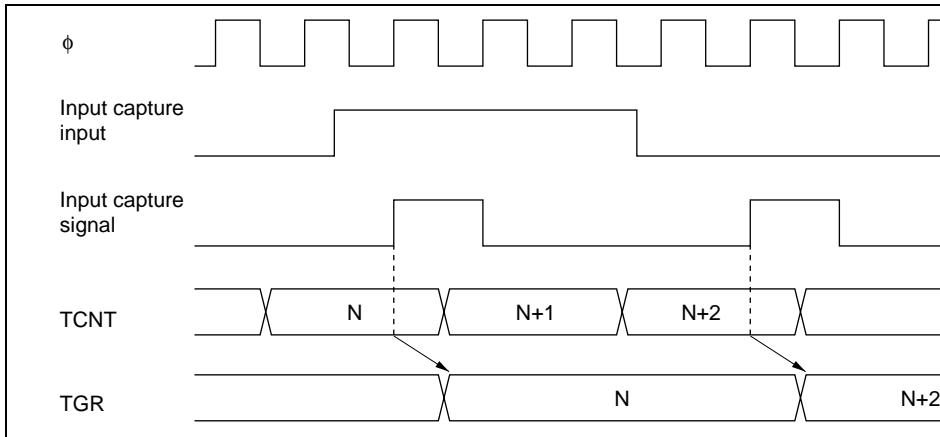 ϕ
Input capture
input
Input capture
signal
TCNT
N
N+1
N+2
TGR
N
N+2